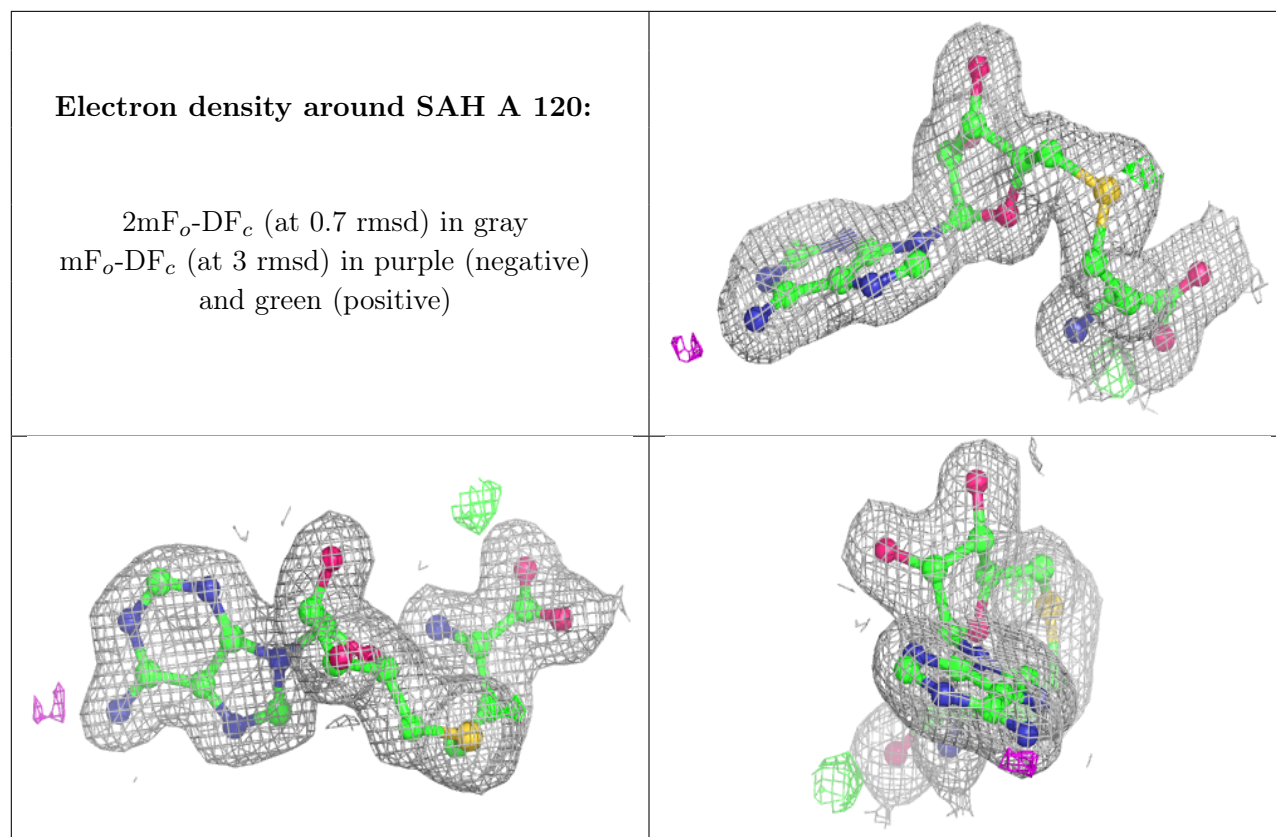 Electron density around SAH A 120:
2mFo-DFc (at 0.7 rmsd) in gray
mFo-DFc (at 3 rmsd) in purple (negative)
and green (positive)